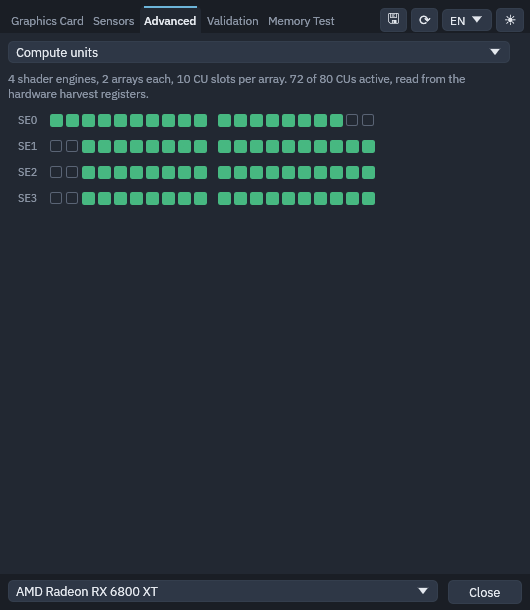 Graphics Card Sensors Advanced Validation Memory Test EN
Compute units
4 shader engines, 2 arrays each, 10 CU slots per array. 72 of 80 CUs active, read from the
hardware harvest registers.
SE0
SE1
SE2
SE3
AMD Radeon RX 6800 XT Close